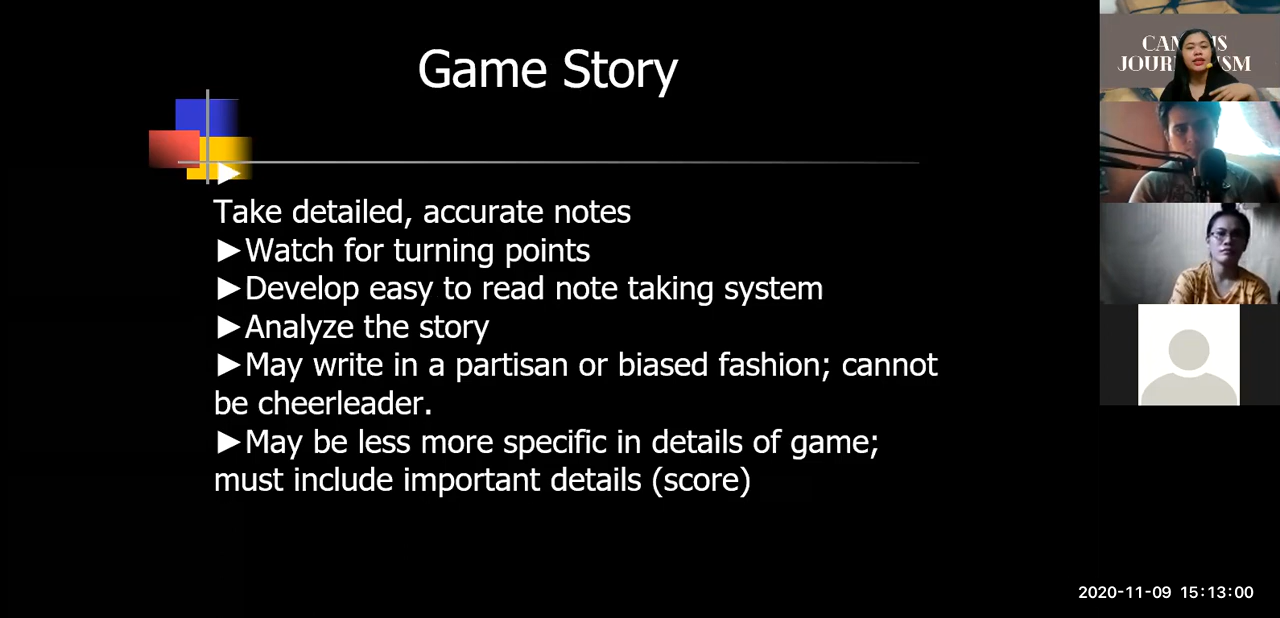 Game Story
►
Take detailed, accurate notes
►Watch for turning points
►Develop easy to read note taking system
►Analyze the story
►May write in a partisan or biased fashion; cannot
be cheerleader.
►May be less more specific in details of game;
must include important details (score)
2020-11-09 15:13:00